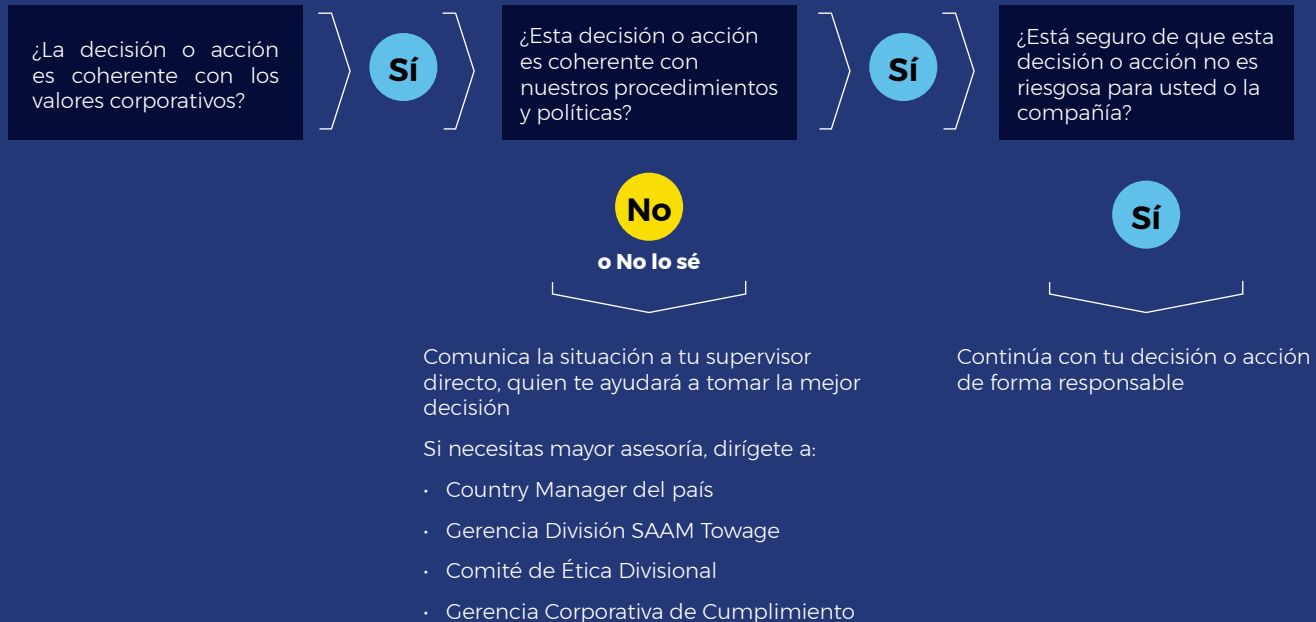 ¿La decisión o acción
es coherente con los
valores corporativos?
Sí
¿Esta decisión o acción
es coherente con
nuestros procedimientos
y políticas?
Sí
¿Está seguro de que esta
decisión o acción no es
riesgosa para usted o la
compañía?
No
o No lo sé
Comunica la situación a tu supervisor
directo, quien te ayudará a tomar la mejor
decisión
Si necesitas mayor asesoría, dirígete a:
• Country Manager del país
• Gerencia División SAAM Towage
• Comité de Ética Divisional
• Gerencia Corporativa de Cumplimiento
Sí
Continúa con tu decisión o acción
de forma responsable